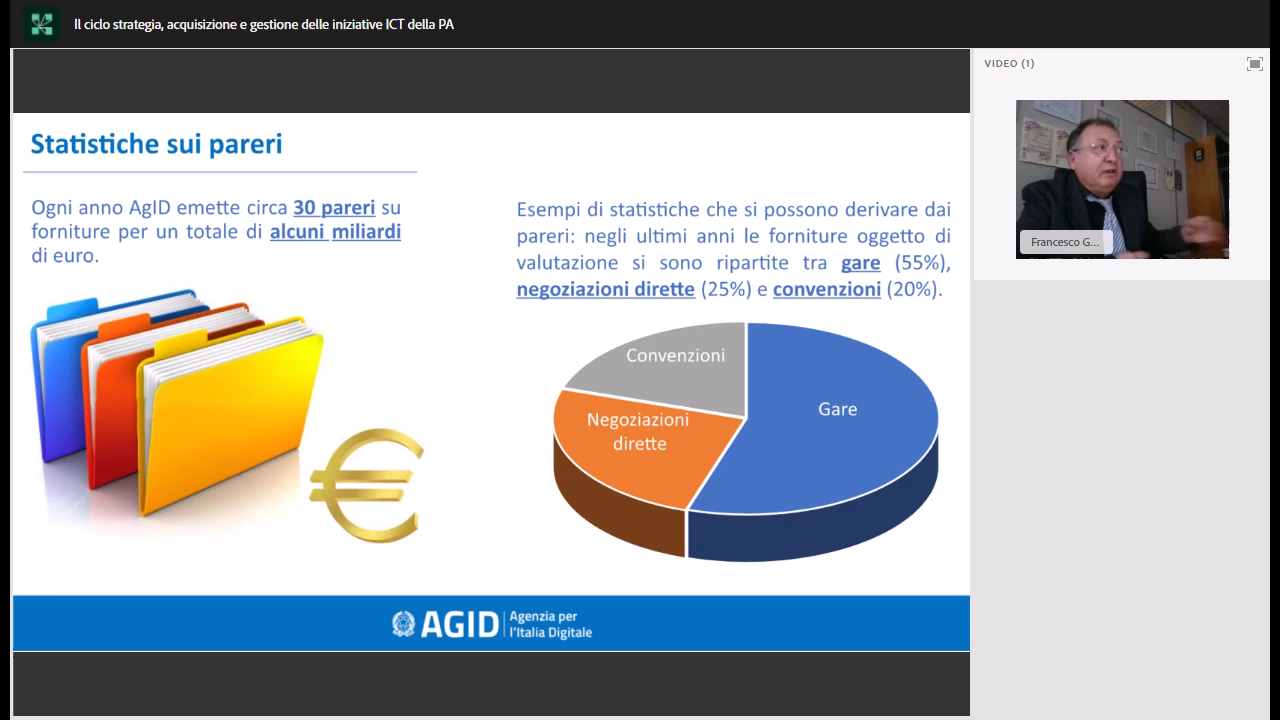 Il ciclo strategia, acquisizione e gestione delle iniziative ICT della PA
VIDEO (1)
Francesco G...
Statistiche sui pareri
Ogni anno AgID emette circa 30 pareri su
forniture per un totale di alcuni miliardi
di euro.
Esempi di statistiche che si possono derivare dai
pareri: negli ultimi anni le forniture oggetto di
valutazione si sono ripartite tra gare (55%),
negoziazioni dirette (25%) e convenzioni (20%).
Convenzioni
Gare
Negoziazioni
dirette
€
AGID
Agenzia per
l'Italia Digitale